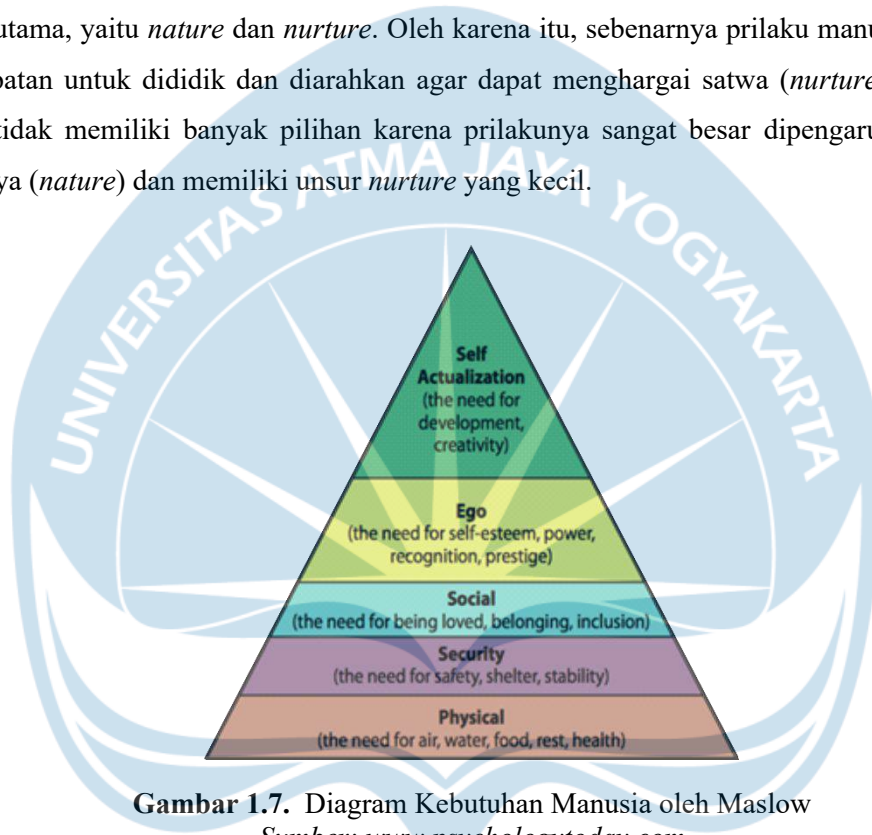 utama, yaitu nature dan nurture. Oleh karena itu, sebenarnya prilaku manu
patan untuk dididik dan diarahkan agar dapat menghargai satwa (nurture
tidak memiliki banyak pilihan karena prilakunya sangat besar dipengaru
ya (nature) dan memiliki unsur nurture yang kecil.
UNIVERSITAS ATMA JAYA YOGYAKARTA
Self
Actualization
(the need for
development,
creativity)
Ego
(the need for self-esteem, power,
recognition, prestige)
Social
(the need for being loved, belonging, inclusion)
Security
(the need for safety, shelter, stability)
Physical
(the need for air, water, food, rest, health)
Gambar 1.7. Diagram Kebutuhan Manusia oleh Maslow
Sumber: www.psychologytoday.com